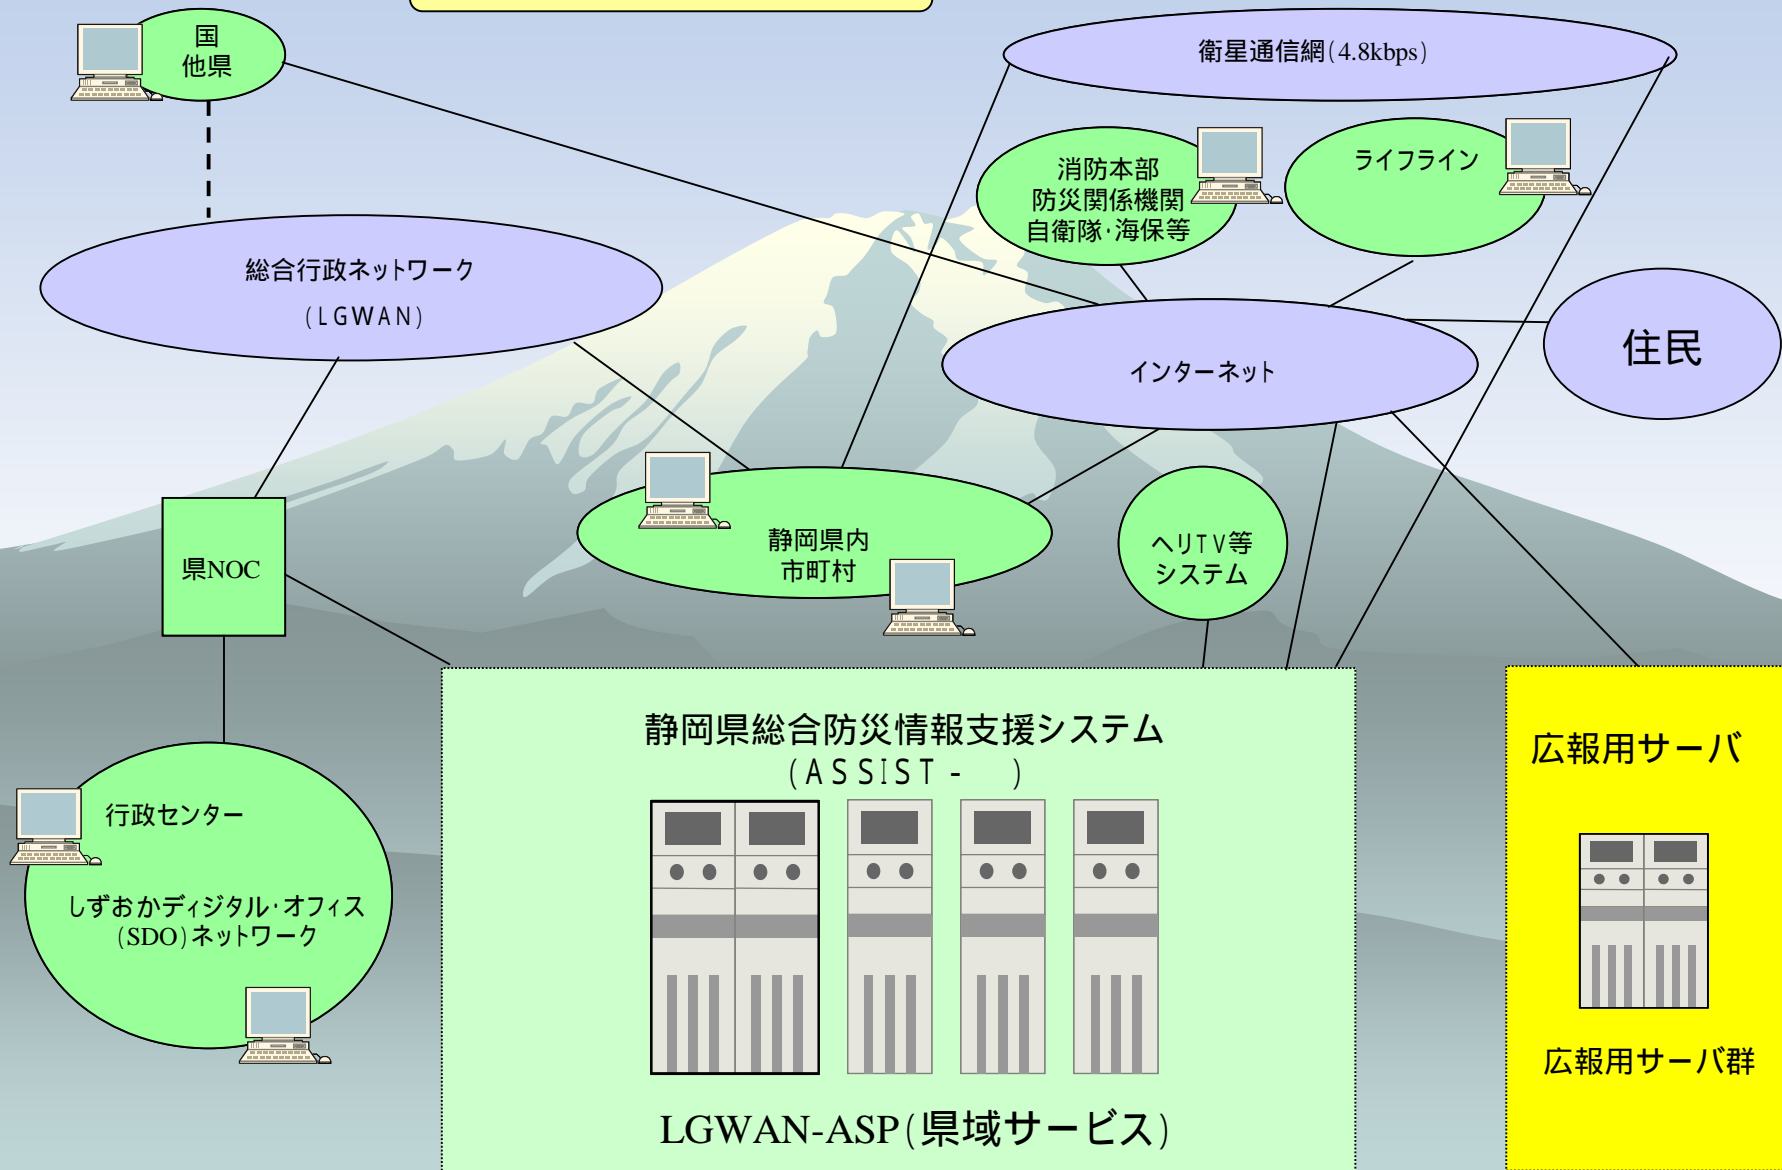 国
他県
衛星通信網(4.8kbps)
消防本部
防災関係機関
自衛隊・海保等
ライフライン
総合行政ネットワーク
(LGWAN)
住民
インターネット
静岡県内
市町村
ヘリTV等
システム
県NOC
静岡県総合防災情報支援システム
(ASSIST- )
広報用サーバ
行政センター
しずおかディジタル・オフィス
(SDO)ネットワーク
広報用サーバ群
LGWAN-ASP(県域サービス)